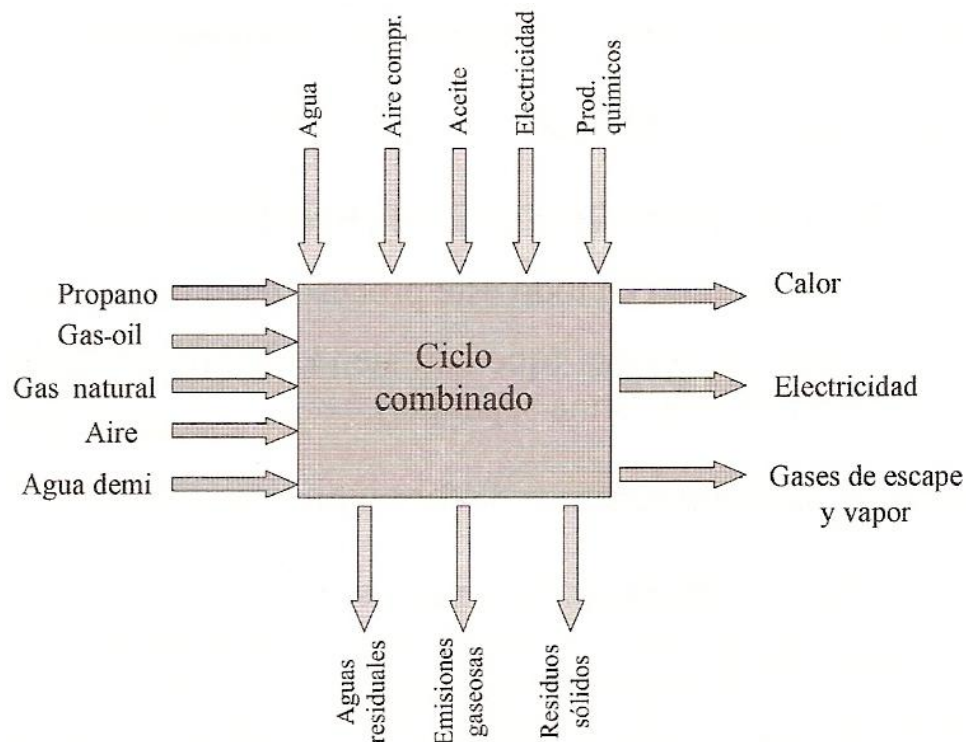 Agua
Aire compr.
Aceite
Electricidad
Prod.
químicos
Propano
Gas-oil
Gas natural
Aire
Agua demi
Ciclo
combinado
Calor
Electricidad
Gases de escape
y vapor
Aguas
residuales
Emisiones
gaseosas
Residuos
sólidos